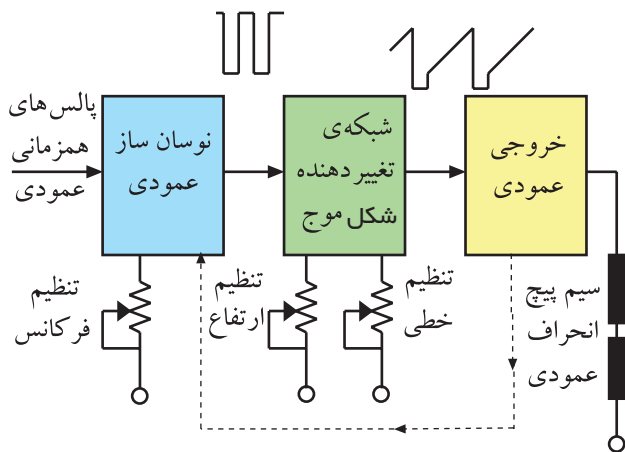 پالس های
همزمانی
عمودی
نوسان ساز
عمودی
شبکه‌ی
تغییر دهنده
شکل موج
خروجی
عمودی
تنظیم
فرکانس
تنظیم
ارتفاع
تنظیم
خطی
سیم پیچ
انحراف
عمودی